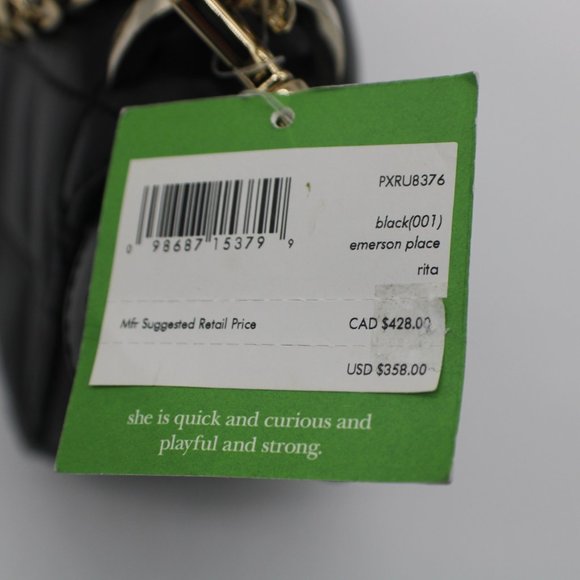 PXRU8376
0 98687 15379 9
black(001)
emerson place
rita
Mfr Suggested Retail Price CAD $428.00
USD $358.00
she is quick and curious and
playful and strong.